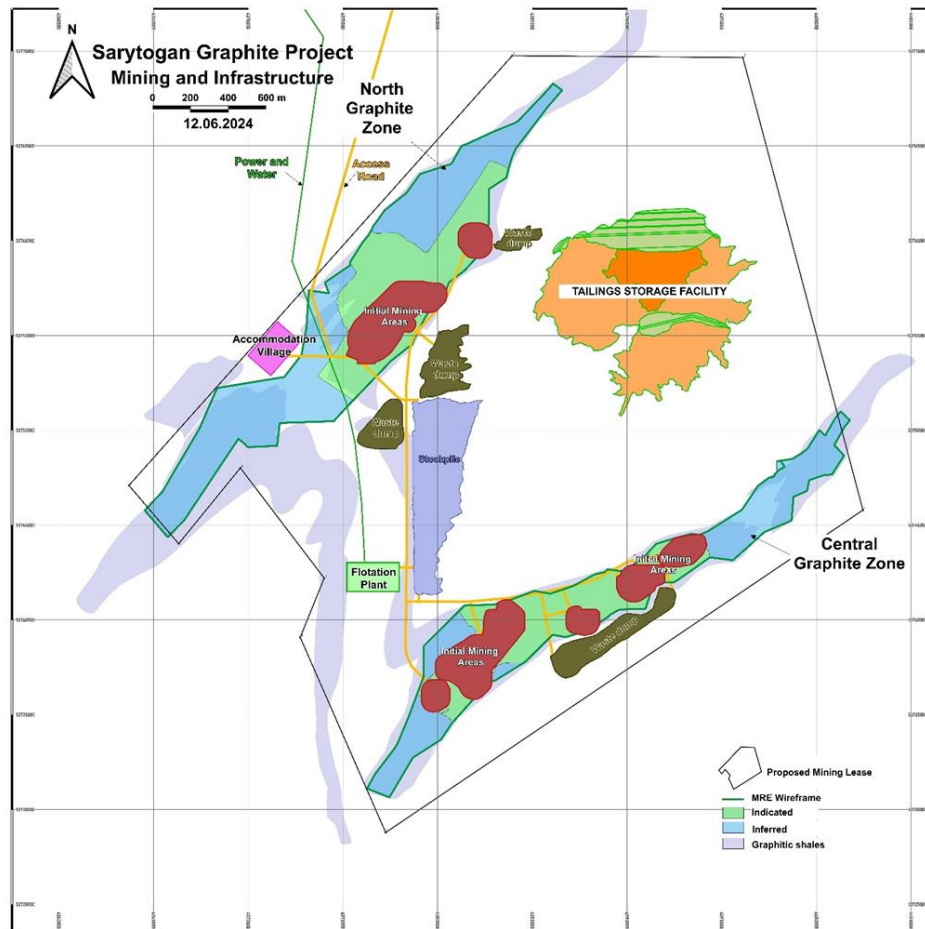 N
Sarytogan Graphite Project
Mining and Infrastructure
0 200 400 600 m
12.06.2024
North
Graphite
Zone
Power and
Water
Access
Road
Waste
dump
TAILINGS STORAGE FACILITY
Initial Mining
Areas
Accommodation
Village
Waste
dump
Waste
dump
Stockpile
Initial Mining
Areas
Central
Graphite Zone
Flotation
Plant
Waste dump
Initial Mining
Areas
Proposed Mining Lease
MRE Wireframe
Indicated
Inferred
Graphitic shales